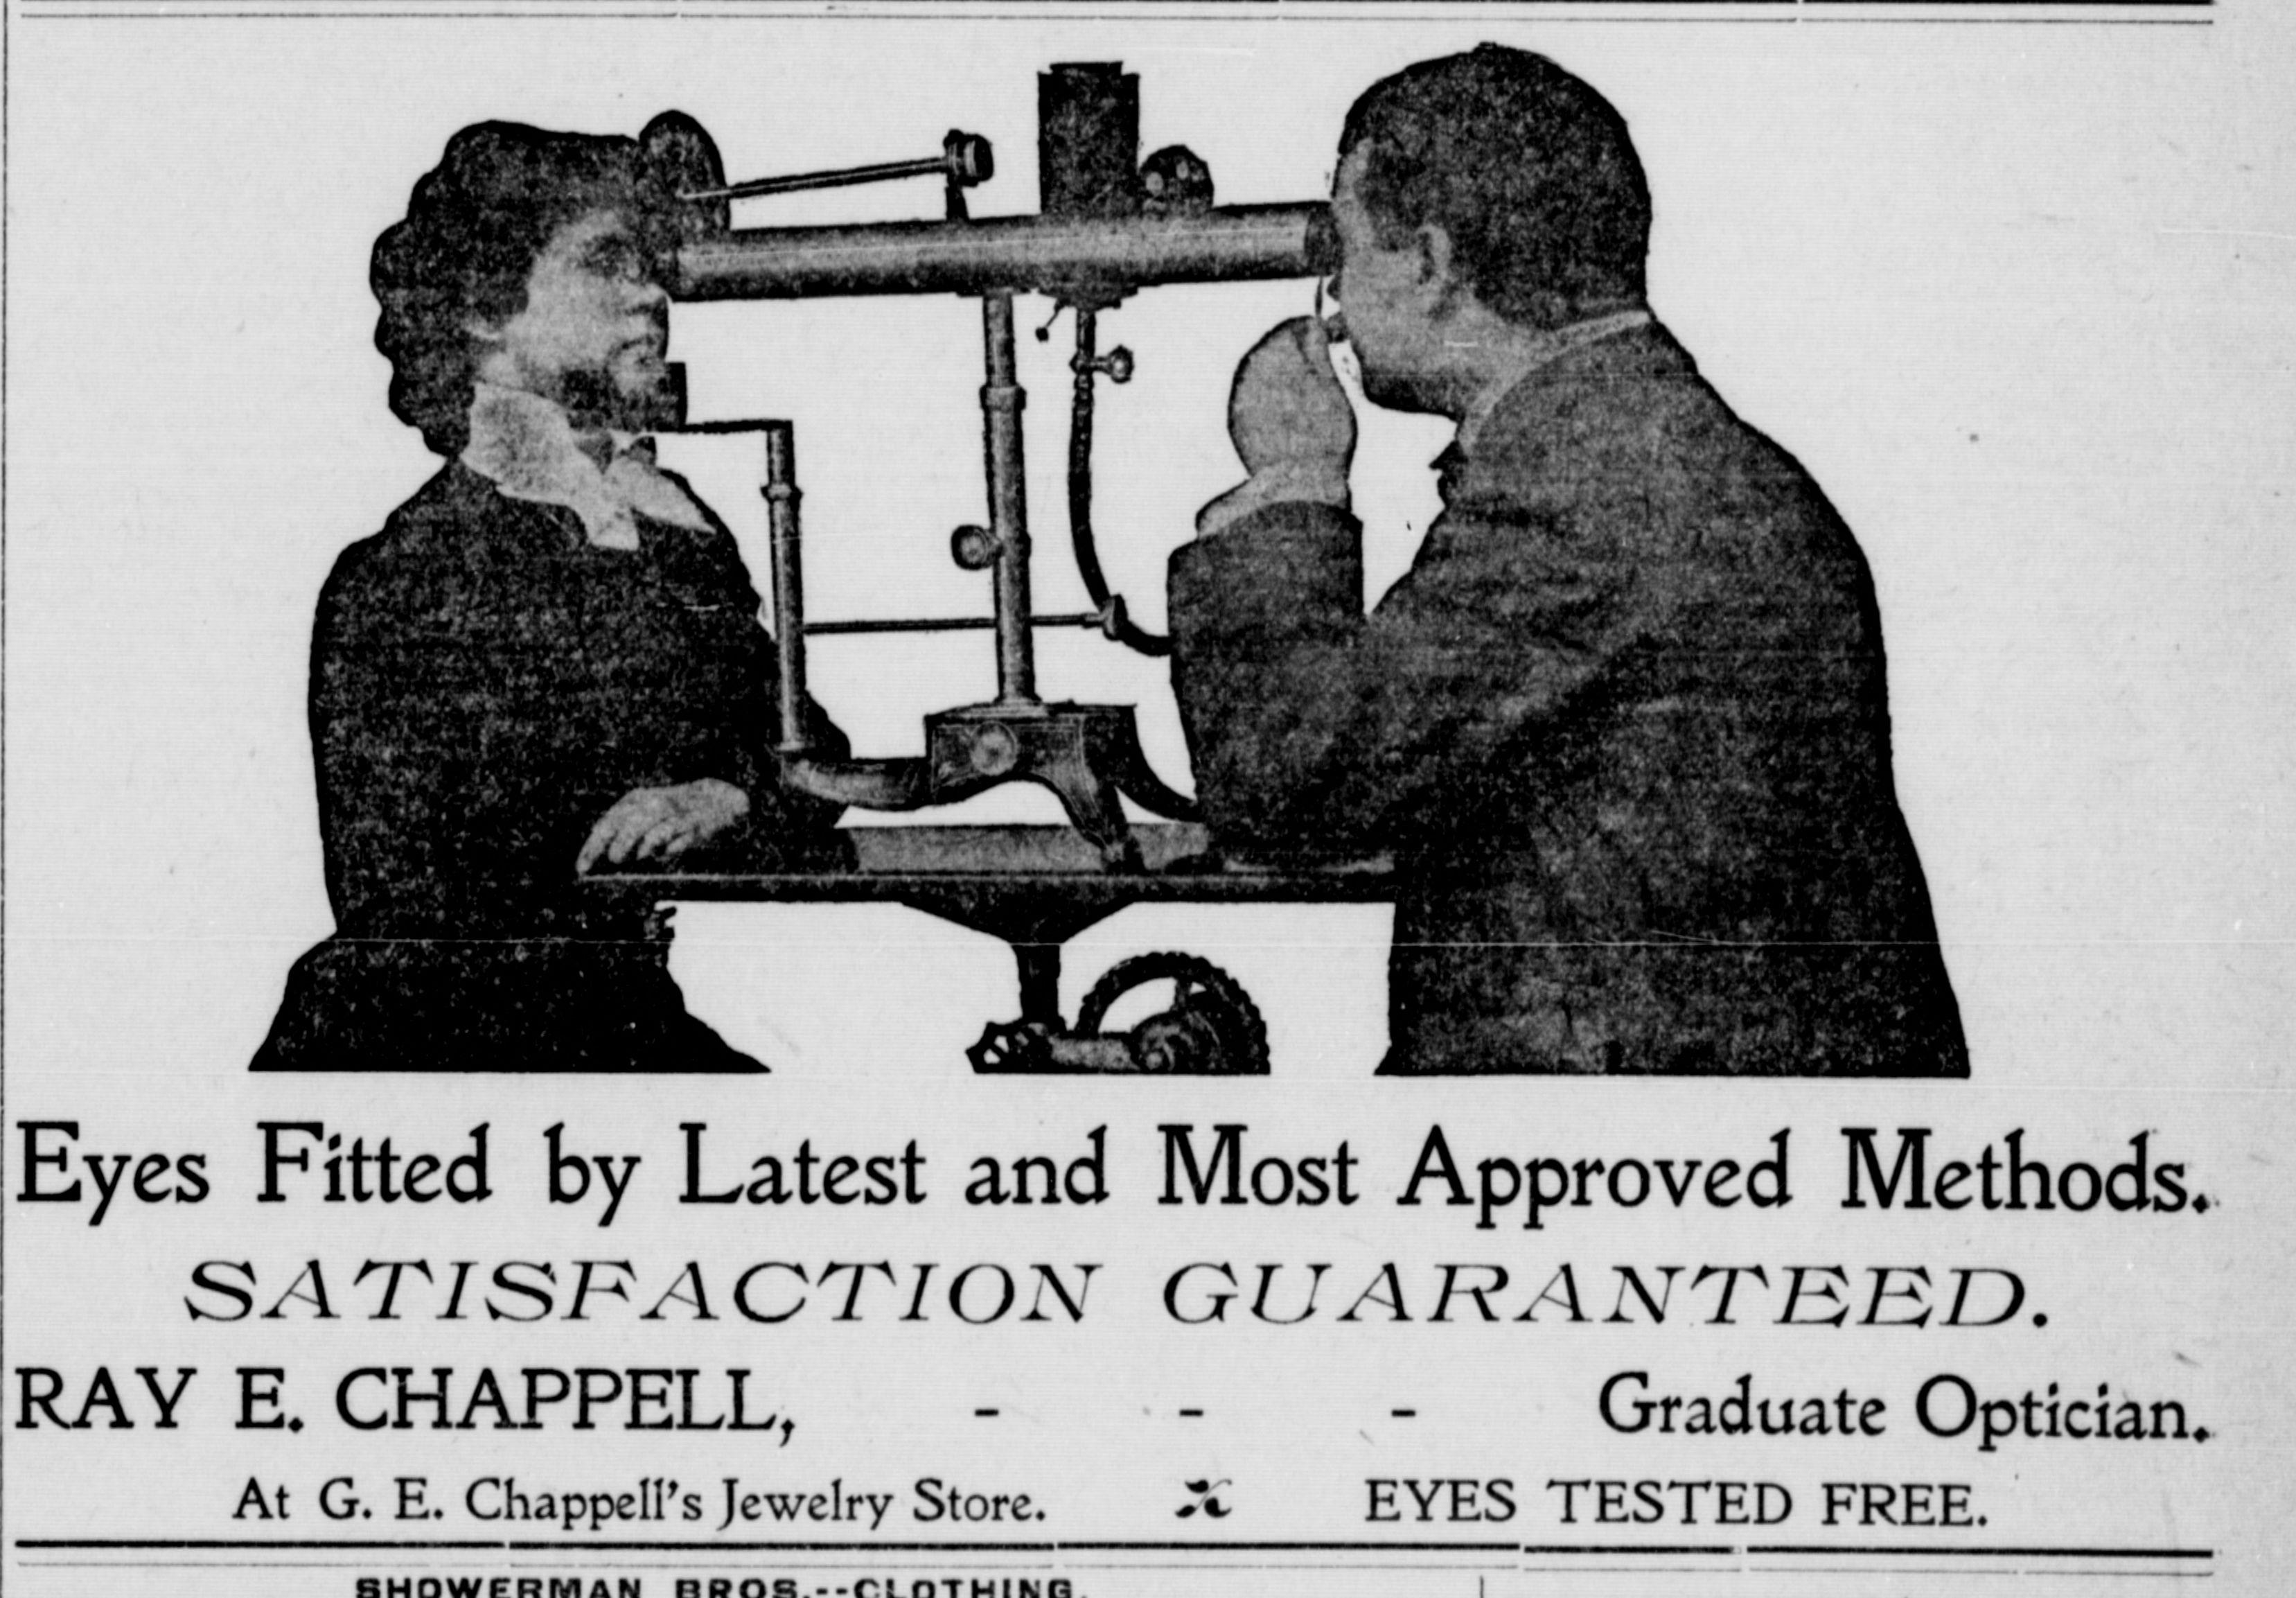 Eyes Fitted by Latest and Most Approved Methods.
SATISFACTION GUARANTEED.
RAY E. CHAPPELL, - - - Graduate Optician.
At G. E. Chappell's Jewelry Store. EYES TESTED FREE.
SHOWERMAN BROS.--CLOTHING.